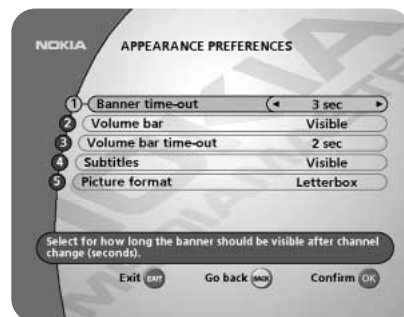 NOKIA
APPEARANCE PREFERENCES
1 Banner time-out 3 sec
2 Volume bar Visible
3 Volume bar time-out 2 sec
4 Subtitles Visible
5 Picture format Letterbox
Select for how long the banner should be visible after channel
change (seconds).
Exit EXIT Go back BACK Confirm OK
NOKIA
MEDIAMASTER